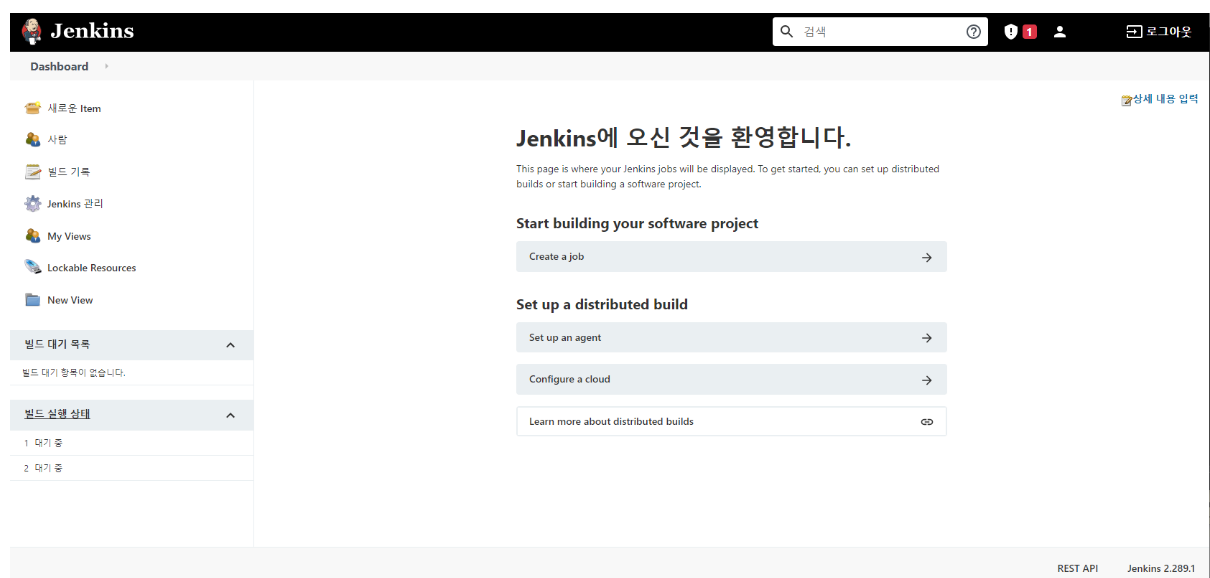 Jenkins
검색
1
로그아웃
Dashboard
상세 내용 입력
새로운 Item
사람
빌드 기록
Jenkins 관리
My Views
Lockable Resources
New View
빌드 대기 목록
빌드 대기 항목이 없습니다.
빌드 실행 상태
1 대기 중
2 대기 중
Jenkins에 오신 것을 환영합니다.
This page is where your Jenkins jobs will be displayed. To get started, you can set up distributed
builds or start building a software project.
Start building your software project
Create a job
Set up a distributed build
Set up an agent
Configure a cloud
Learn more about distributed builds
REST API
Jenkins 2.289.1